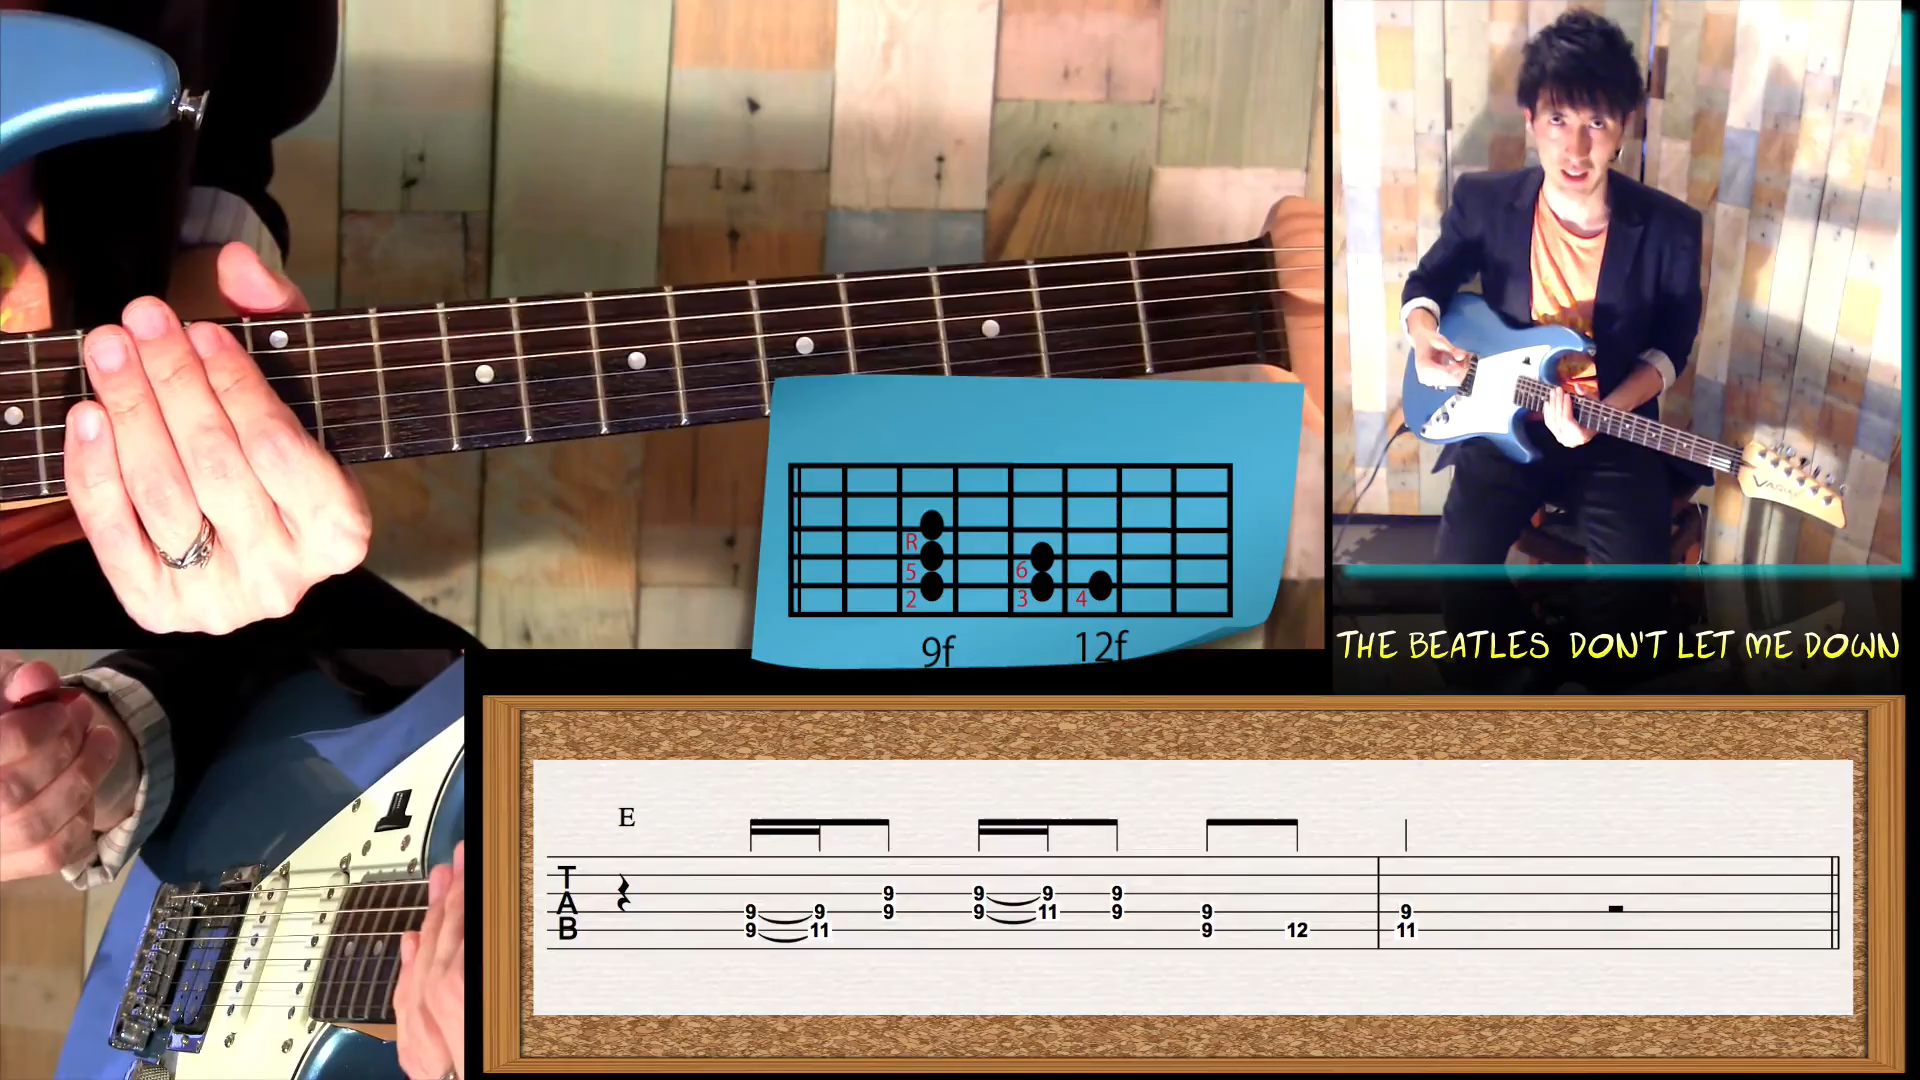 R
5 6
2 3 4
9f 12f
THE BEATLES DON'T LET ME DOWN
E
T
A
B
9 9 9 9
9 9 9 9 11 9 9 9
9 11 9 12 11